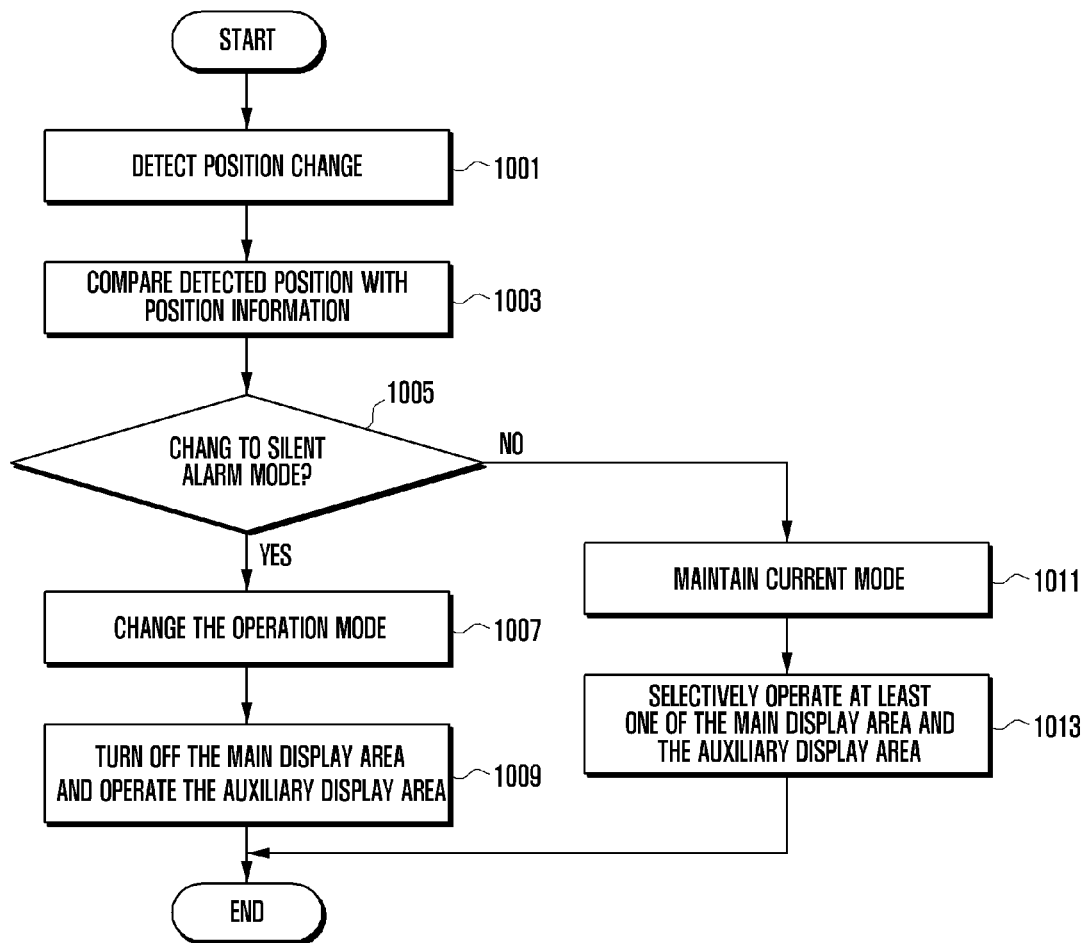 START
DETECT POSITION CHANGE
1001
COMPARE DETECTED POSITION WITH
POSITION INFORMATION
1003
1005
CHANG TO SILENT
ALARM MODE?
NO
YES
CHANGE THE OPERATION MODE
1007
TURN OFF THE MAIN DISPLAY AREA
AND OPERATE THE AUXILIARY DISPLAY AREA
1009
MAINTAIN CURRENT MODE
1011
SELECTIVELY OPERATE AT LEAST
ONE OF THE MAIN DISPLAY AREA AND
THE AUXILIARY DISPLAY AREA
1013
END